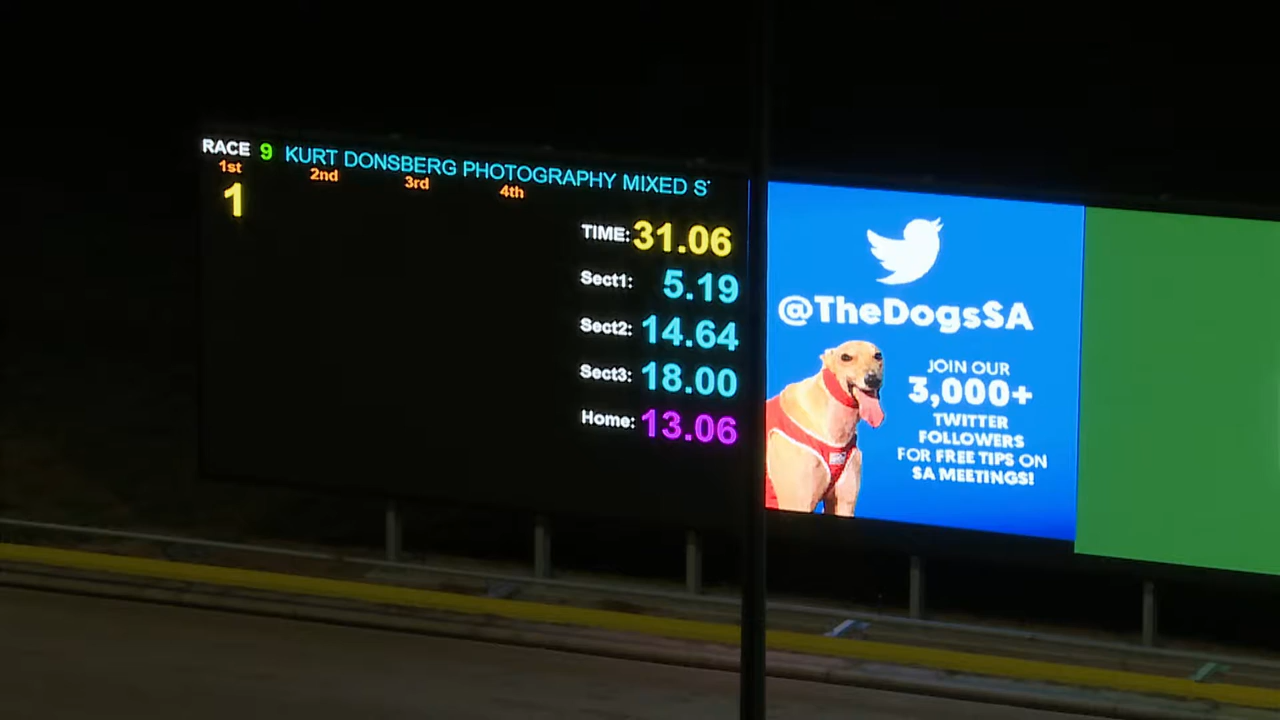 RACE 9 KURT DONSBERG PHOTOGRAPHY MIXED
1st 2nd 3rd 4th
1
TIME: 31.06
Sect1: 5.19
Sect2: 14.64
Sect3: 18.00
Home: 13.06
@TheDogsSA
JOIN OUR
3,000+
TWITTER
FOLLOWERS
FOR FREE TIPS ON
SA MEETINGS!